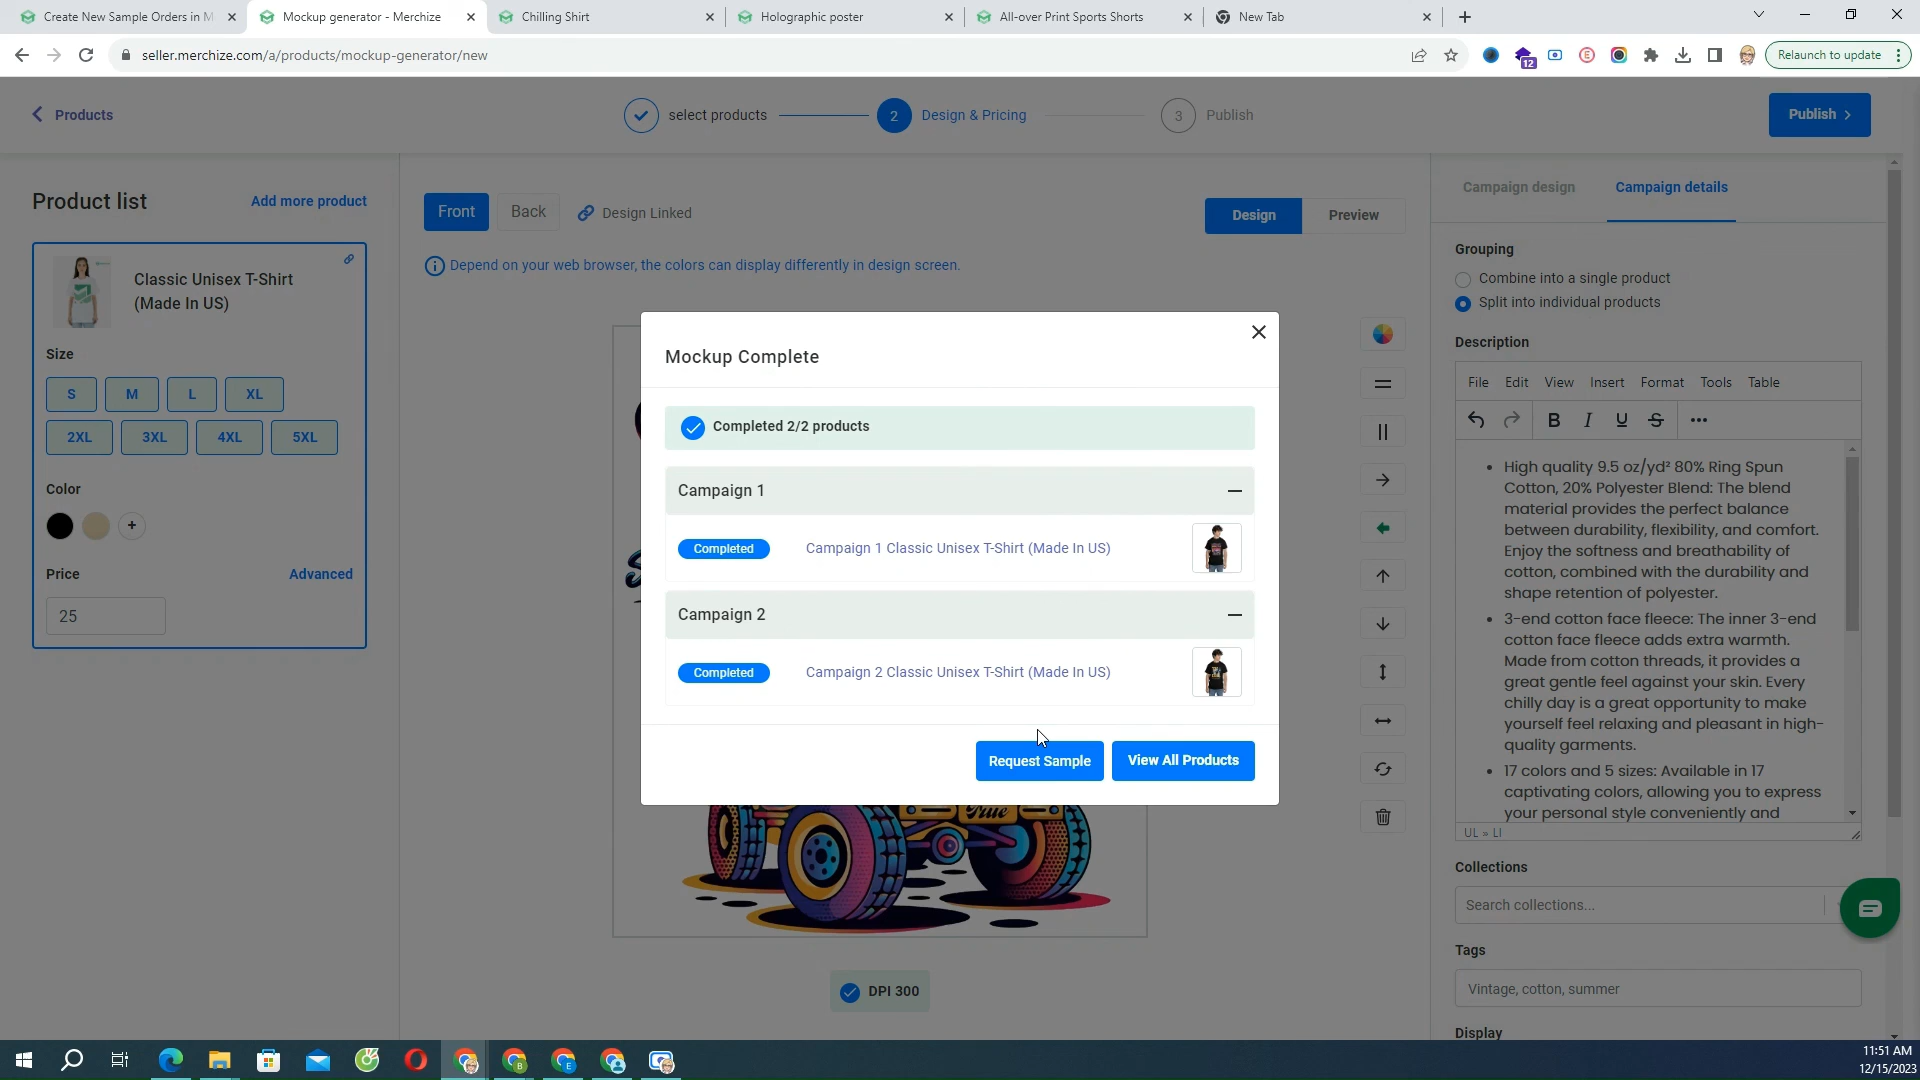 Create New Sample Orders in M
Mockup generator - Merchize
Chilling Shirt
Holographic poster
All-over Print Sports Shorts
New Tab
seller.merchize.com/a/products/mockup-generator/new
12
Relaunch to update
Products
select products
2
Design & Pricing
3
Publish
Publish
Product list
Add more product
Classic Unisex T-Shirt
(Made In US)
Size
S
M
L
XL
2XL
3XL
4XL
5XL
Color
+
Price
Advanced
25
Front
Back
Design Linked
Design
Preview
Depend on your web browser, the colors can display differently in design screen.
Mockup Complete
Completed 2/2 products
Campaign 1
Completed
Campaign 1 Classic Unisex T-Shirt (Made In US)
Campaign 2
Completed
Campaign 2 Classic Unisex T-Shirt (Made In US)
Request Sample
View All Products
True
DPI 300
Campaign design
Campaign details
Grouping
Combine into a single product
Split into individual products
Description
File
Edit
View
Insert
Format
Tools
Table
B
I
U
S
High quality 9.5 oz/yd² 80% Ring Spun
Cotton, 20% Polyester Blend: The blend
material provides the perfect balance
between durability, flexibility, and comfort.
Enjoy the softness and breathability of
cotton, combined with the durability and
shape retention of polyester.
3-end cotton face fleece: The inner 3-end
cotton face fleece adds extra warmth.
Made from cotton threads, it provides a
great gentle feel against your skin. Every
chilly day is a great opportunity to make
yourself feel relaxing and pleasant in high-
quality garments.
17 colors and 5 sizes: Available in 17
captivating colors, allowing you to express
your personal style conveniently and
UL » LI
Collections
Search collections...
Tags
Vintage, cotton, summer
Display
11:51 AM
12/15/2023